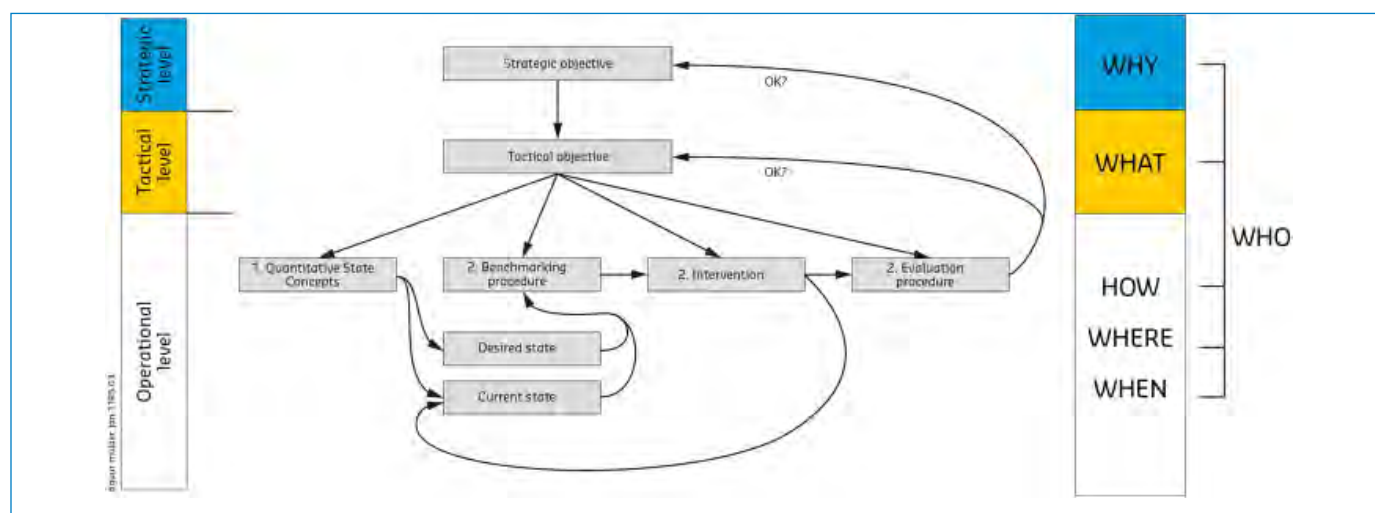 Strategic
level
Tactical
level
Operational
level
Strategic objective
OK?
Tactical objective
OK?
1. Quantitative State
Concepts
2. Benchmarking
procedure
2. Intervention
2. Evaluation
procedure
Desired state
Current state
WHY
WHAT
HOW
WHERE
WHEN
WHO